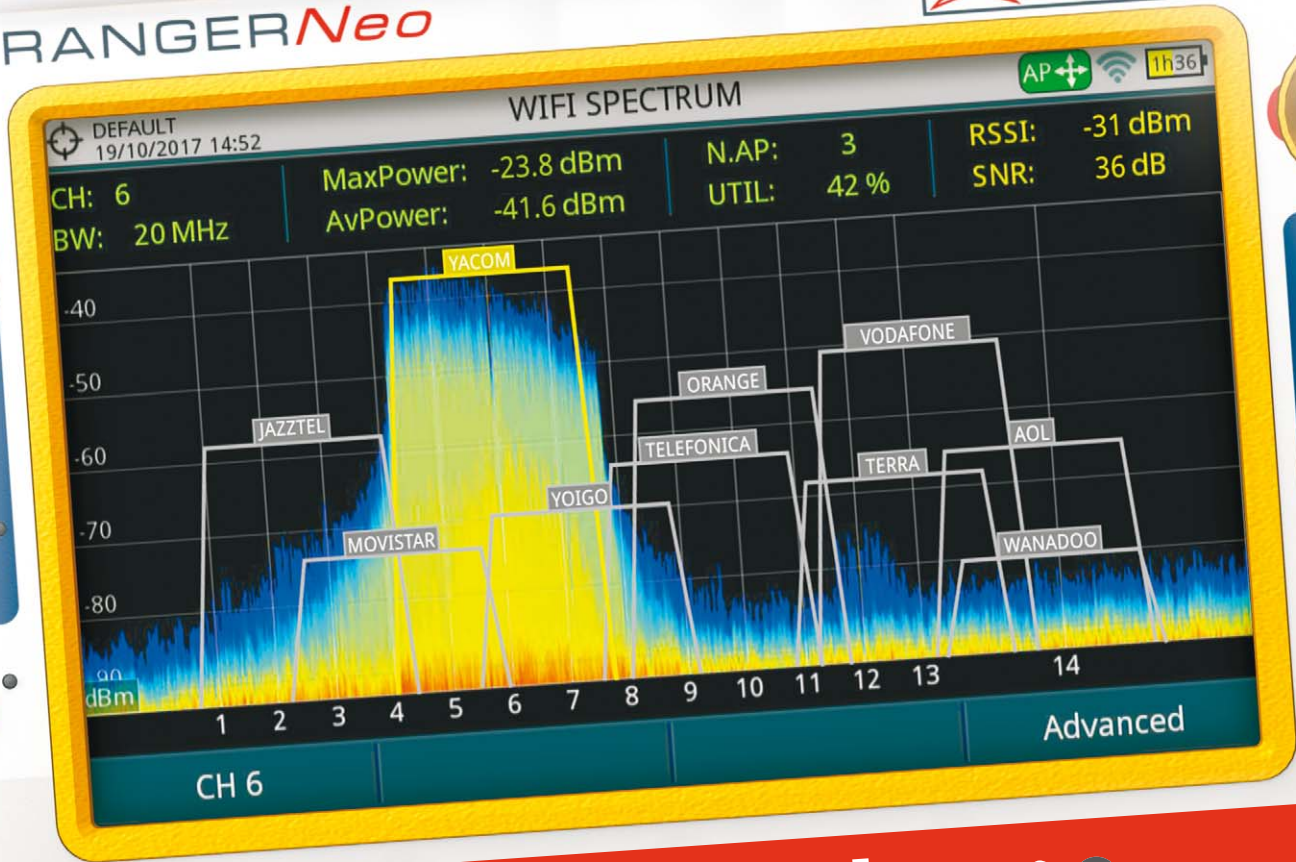 RANGERNeo
DEFAULT
19/10/2017 14:52
WIFI SPECTRUM
AP
1h36
CH: 6
BW: 20 MHz
MaxPower: -23.8 dBm
AvPower: -41.6 dBm
N.AP: 3
UTIL: 42 %
RSSI: -31 dBm
SNR: 36 dB
YACOM
-40
VODAFONE
-50
ORANGE
JAZZTEL
TELEFONICA
AOL
-60
TERRA
YOIGO
-70
MOVISTAR
WANADOO
-80
90
dBm
1 2 3 4 5 6 7 8 9 10 11 12 13 14
CH 6
Advanced